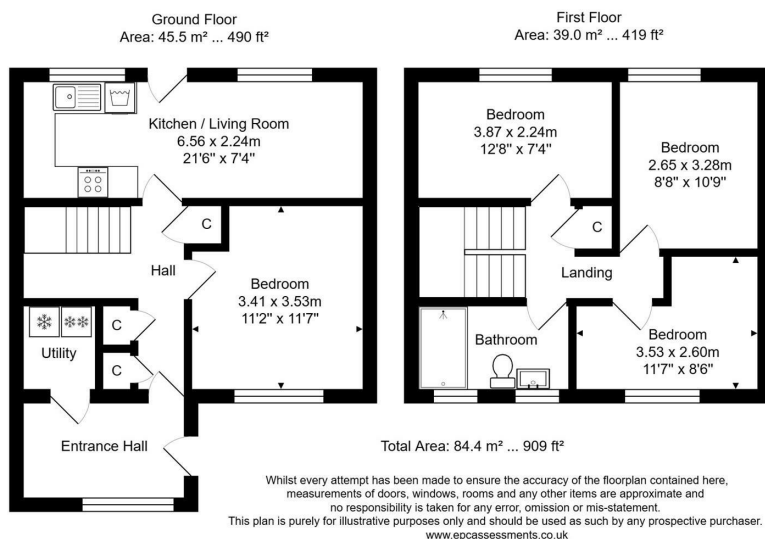 Ground Floor
Area: 45.5 m² ... 490 ft²
First Floor
Area: 39.0 m² ... 419 ft²
Kitchen / Living Room
6.56 x 2.24m
21'6" x 7'4"
C
Hall
Bedroom
3.41 x 3.53m
11'2" x 11'7"
C
Utility
C
Entrance Hall
Bedroom
3.87 x 2.24m
12'8" x 7'4"
Bedroom
2.65 x 3.28m
8'8" x 10'9"
C
Landing
Bathroom
Bedroom
3.53 x 2.60m
11'7" x 8'6"
Total Area: 84.4 m² ... 909 ft²
Whilst every attempt has been made to ensure the accuracy of the floorplan contained here,
measurements of doors, windows, rooms and any other items are approximate and
no responsibility is taken for any error, omission or mis-statement.
This plan is purely for illustrative purposes only and should be used as such by any prospective purchaser.
www.epcassessments.co.uk